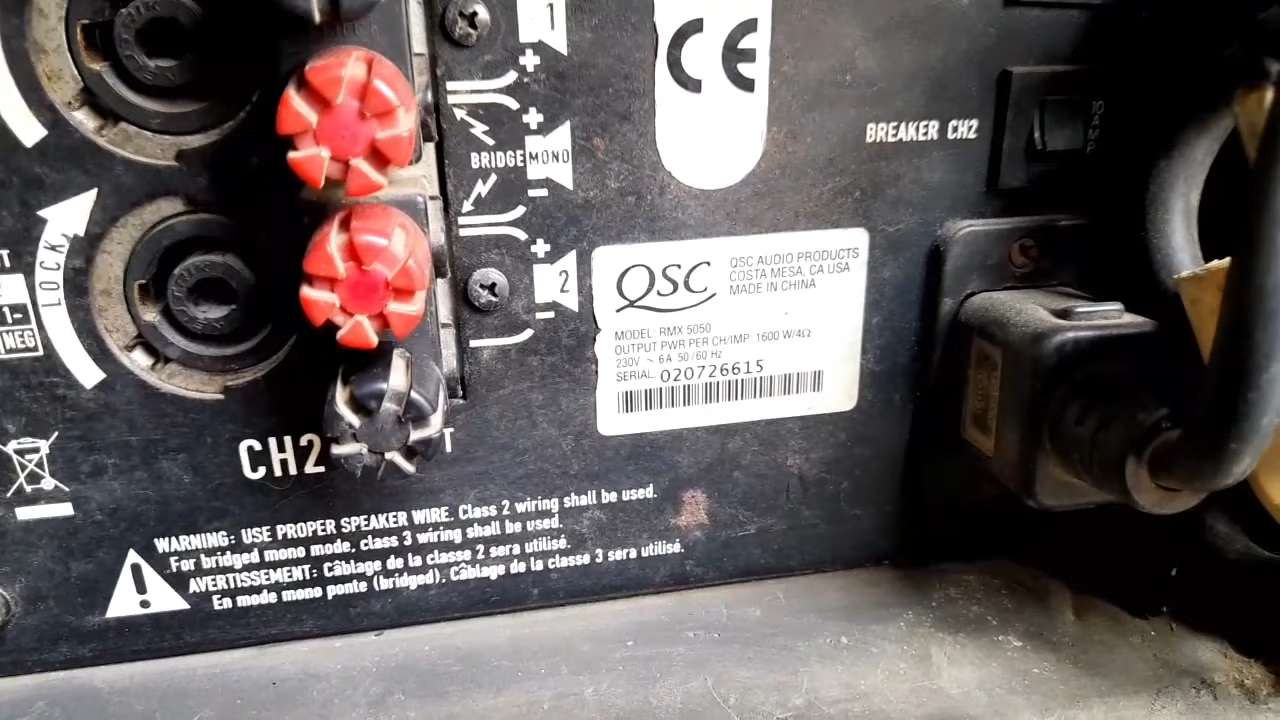 1
+
+
BRIDGE MONO
-
+
2
-
CE
BREAKER CH2
LOCK
1-
NEG
QSC
QSC AUDIO PRODUCTS
COSTA MESA, CA USA
MADE IN CHINA
MODEL: RMX 5050
OUTPUT PWR PER CH/IMP: 1600 W/4Ω
230V ~ 6A 50/60 Hz
SERIAL: 020726615
CH2
T
WARNING: USE PROPER SPEAKER WIRE. Class 2 wiring shall be used.
For bridged mono mode, class 3 wiring shall be used.
AVERTISSEMENT: Câblage de la classe 2 sera utilisé.
En mode mono ponte (bridged), Câblage de la classe 3 sera utilisé.